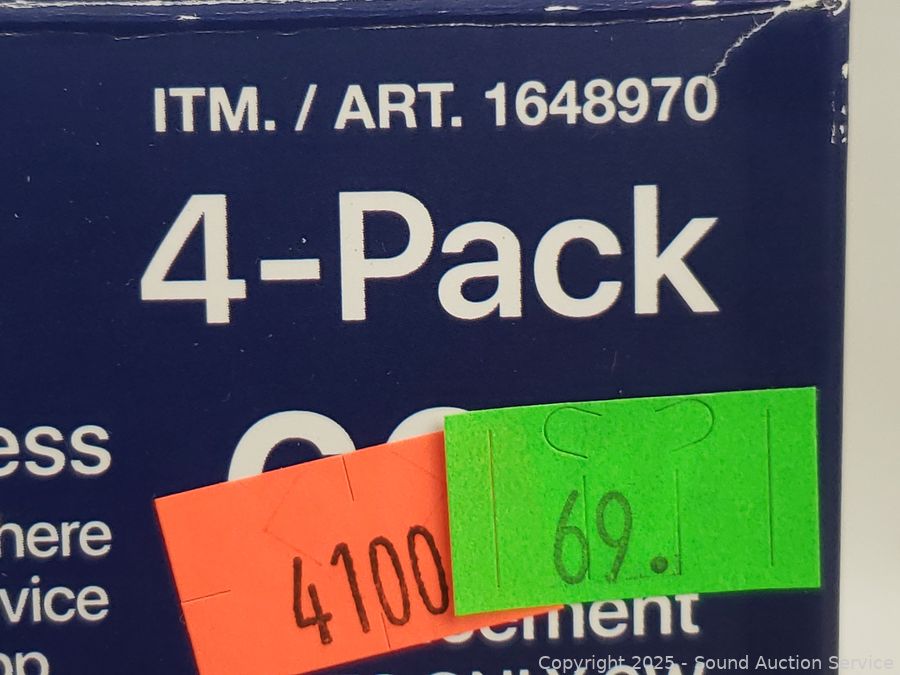 ITM. / ART. 1648970
4-Pack
ess
here
4100
69.
vice
Copyright 2025 - Sound Auction Service